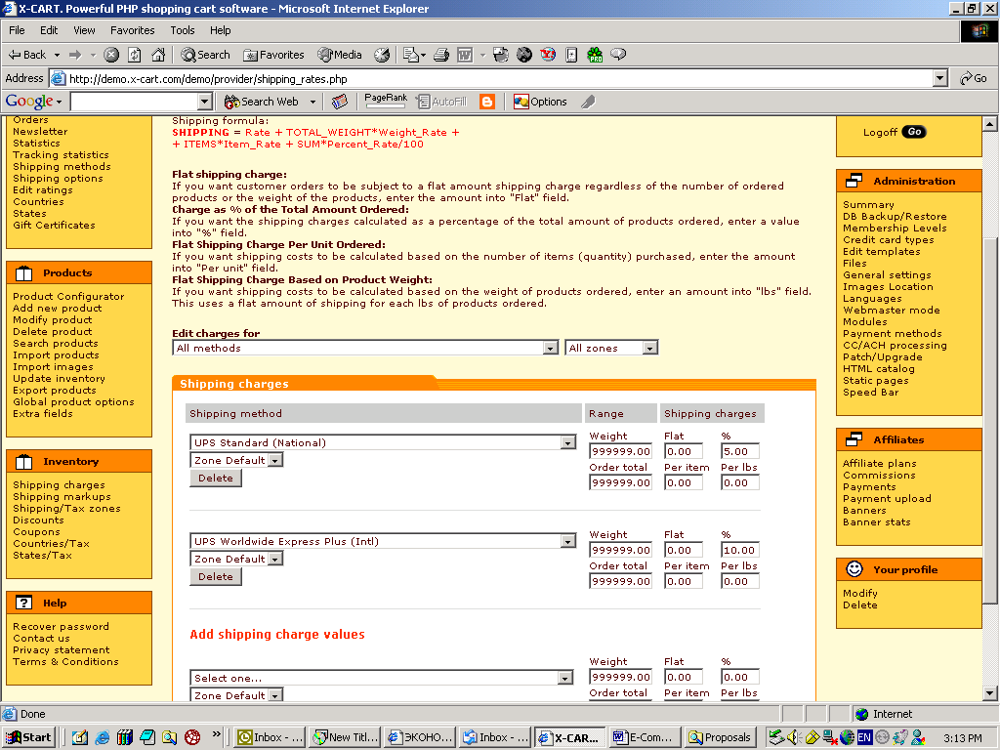 X-CART. Powerful PHP shopping cart software - Microsoft Internet Explorer
File Edit View Favorites Tools Help
Back Search Favorites Media
Address http://demo.x-cart.com/demo/provider/shipping_rates.php Go
Google Search Web PageRank AutoFill Options
Orders
Newsletter
Statistics
Tracking statistics
Shipping methods
Shipping options
Edit ratings
Countries
States
Gift Certificates
Products
Product Configurator
Add new product
Modify product
Delete product
Search products
Import products
Import images
Update inventory
Export products
Global product options
Extra fields
Inventory
Shipping charges
Shipping markups
Shipping/Tax zones
Discounts
Coupons
Countries/Tax
States/Tax
Help
Recover password
Contact us
Privacy statement
Terms & Conditions
Shipping formula:
SHIPPING = Rate + TOTAL_WEIGHT*Weight_Rate +
+ ITEMS*Item_Rate + SUM*Percent_Rate/100
Flat shipping charge:
If you want customer orders to be subject to a flat amount shipping charge regardless of the number of ordered
products or the weight of the products, enter the amount into "Flat" field.
Charge as % of the Total Amount Ordered:
If you want the shipping charges calculated as a percentage of the total amount of products ordered, enter a value
into "%" field.
Flat Shipping Charge Per Unit Ordered:
If you want shipping costs to be calculated based on the number of items (quantity) purchased, enter the amount
into "Per unit" field.
Flat Shipping Charge Based on Product Weight:
If you want shipping costs to be calculated based on the weight of products ordered, enter an amount into "lbs" field.
This uses a flat amount of shipping for each lbs of products ordered.
Edit charges for
All methods All zones
Shipping charges
Shipping method Range Shipping charges
Weight Flat %
UPS Standard (National) 999999.00 0.00 5.00
Zone Default Order total Per item Per lbs
Delete 999999.00 0.00 0.00
Weight Flat %
UPS Worldwide Express Plus (Intl) 999999.00 0.00 10.00
Zone Default Order total Per item Per lbs
Delete 999999.00 0.00 0.00
Add shipping charge values
Weight Flat %
Select one... 999999.00 0.00 0.00
Zone Default Order total Per item Per lbs
Logoff Go
Administration
Summary
DB Backup/Restore
Membership Levels
Credit card types
Edit templates
Files
General settings
Images Location
Languages
Webmaster mode
Modules
Payment methods
CC/ACH processing
Patch/Upgrade
HTML catalog
Static pages
Speed Bar
Affiliates
Affiliate plans
Commissions
Payments
Payment upload
Banners
Banner stats
Your profile
Modify
Delete
Done Internet
Start Inbox - ... New Titl... ЭКОНО... Inbox - ... X-CAR... E-Com... Proposals EN 3:13 PM